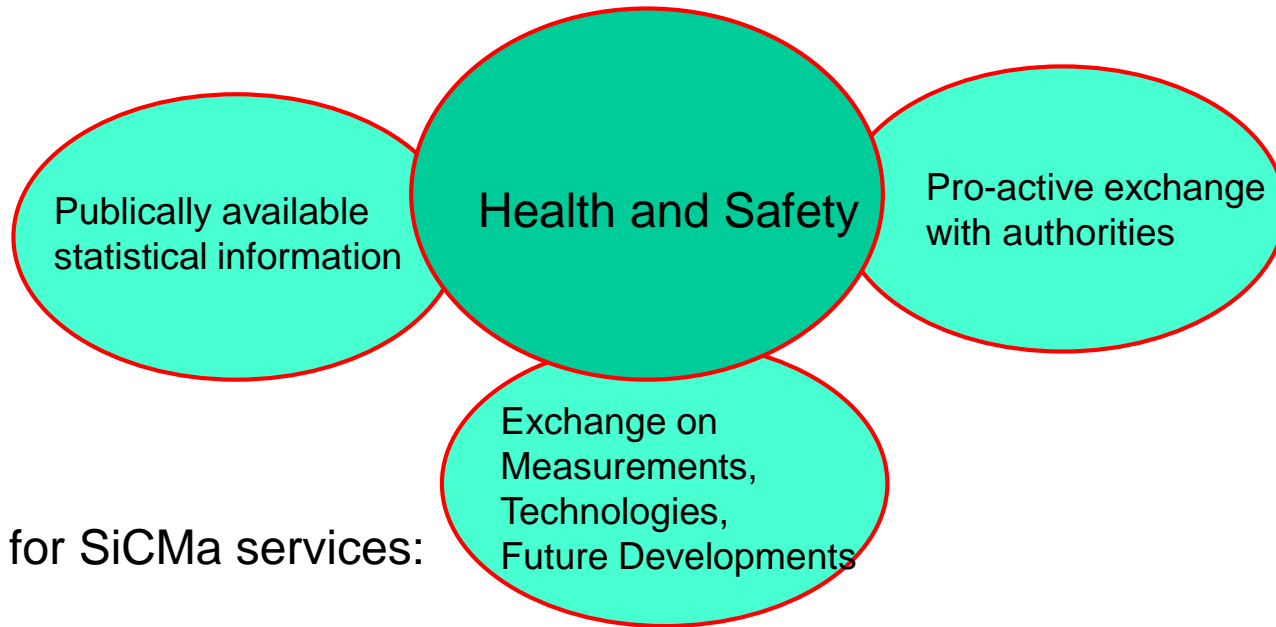 Publically available
statistical information
Health and Safety
Pro-active exchange
with authorities
Exchange on
Measurements,
Technologies,
Future Developments
for SiCMa services: